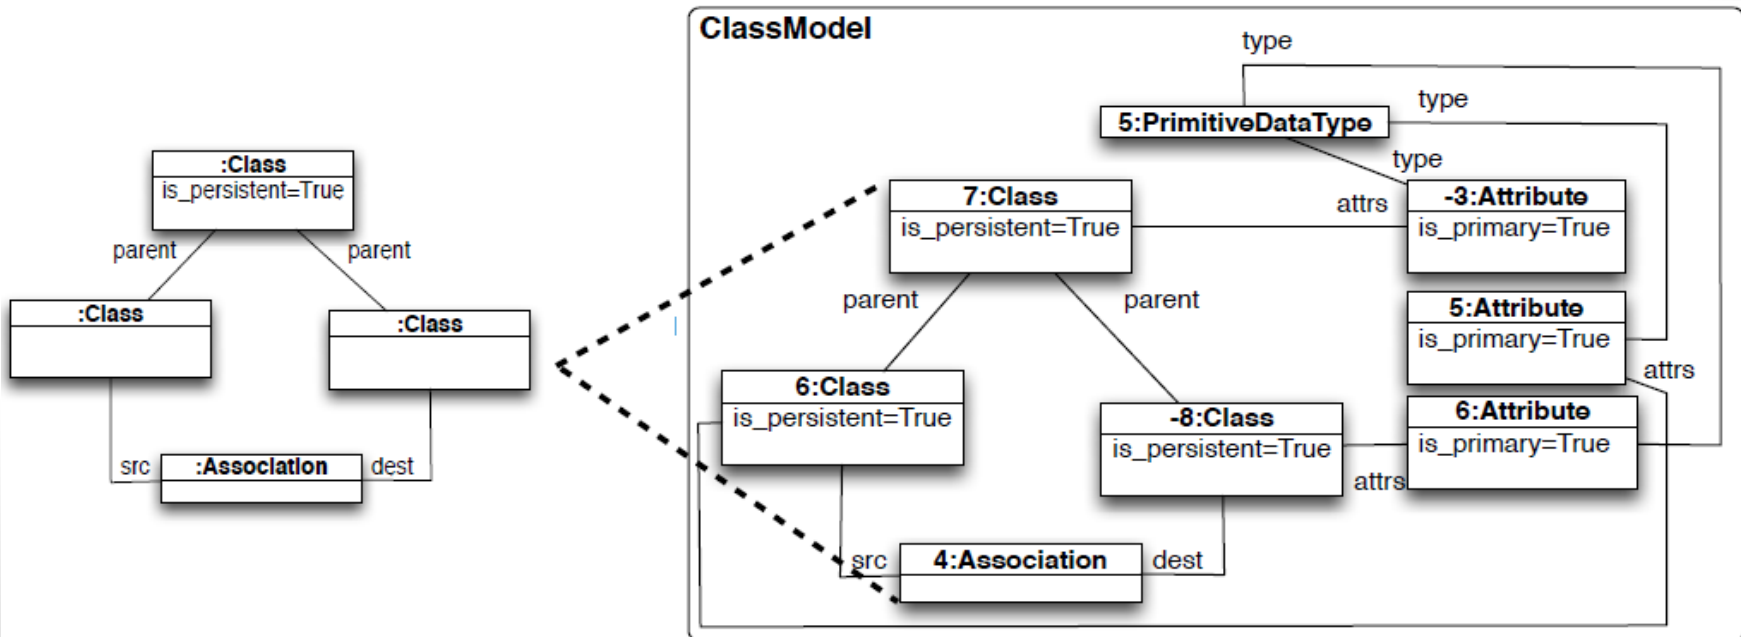 ClassModel
type
5:PrimitiveDataType
type
type
:Class
is_persistent=True
parent
parent
:Class
:Class
src
:Association
dest
7:Class
is_persistent=True
attrs
-3:Attribute
is_primary=True
parent
parent
5:Attribute
is_primary=True
attrs
6:Class
is_persistent=True
-8:Class
is_persistent=True
6:Attribute
is_primary=True
attrs
src
4:Association
dest